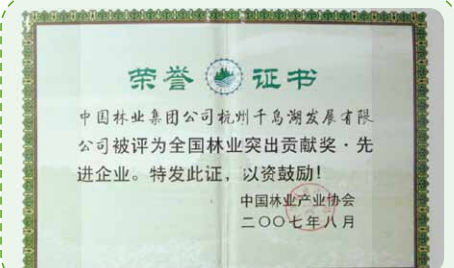 荣誉证书
中国林业集团公司杭州千岛湖发展有限
公司被评为全国林业突出贡献奖·先
进企业。特发此证，以资鼓励！
中国林业产业协会
二〇〇七年八月